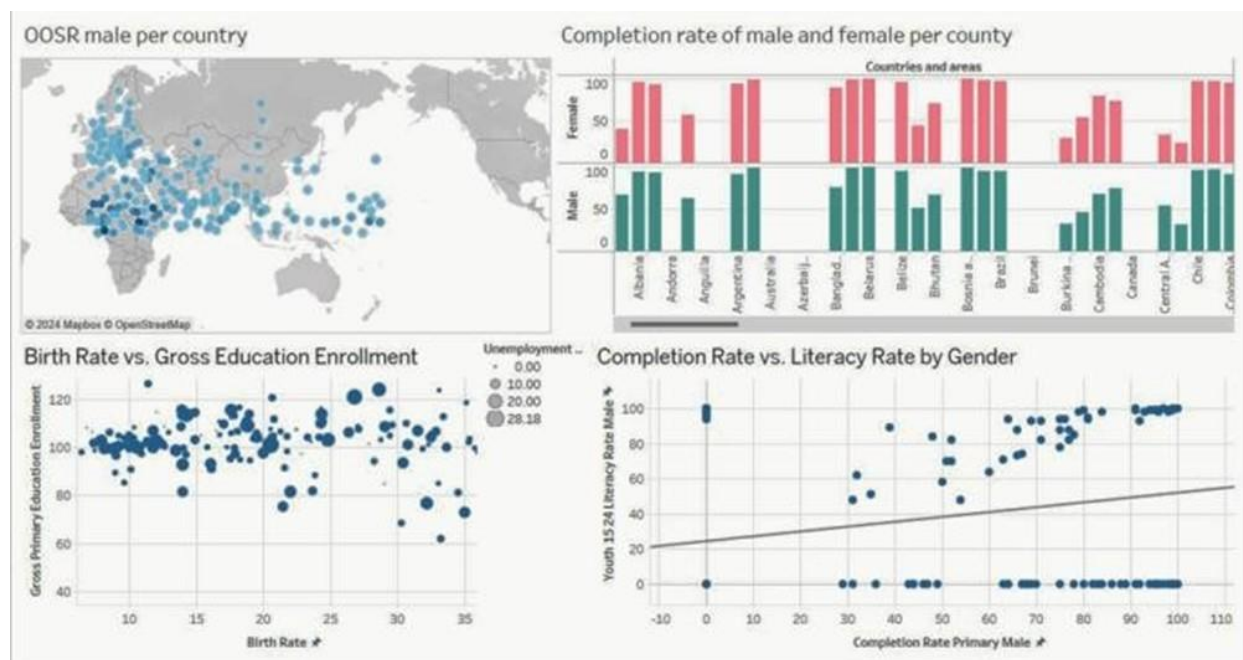 OOSR male per country
© 2024 Mapbox © OpenStreetMap
Completion rate of male and female per county
Countries and areas
Female
100
50
0
Male
100
50
0
Albania
Andorra
Anguilla
Argentina
Australia
Azerbaij..
Banglad..
Belarus
Belize
Bhutan
Bosnia a..
Brazil
Brunei
Burkina ..
Cambodia
Canada
Central A..
Chile
Colombia
Birth Rate vs. Gross Education Enrollment
Gross Primary Education Enrollment
120
100
80
60
40
10
15
20
25
30
35
Birth Rate
Unemployment ..
0.00
10.00
20.00
28.18
Completion Rate vs. Literacy Rate by Gender
Youth 15 24 Literacy Rate Male
100
80
60
40
20
0
-10
0
10
20
30
40
50
60
70
80
90
100
110
Completion Rate Primary Male